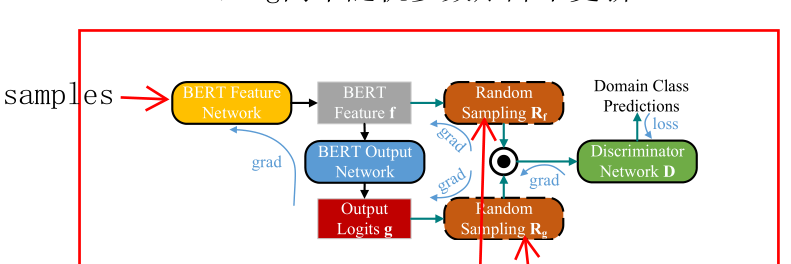 samples
BERT Feature
Network
BERT
Feature f
Random
Sampling Rf
Domain Class
Predictions
loss
grad
BERT Output
Network
grad
grad
grad
Discriminator
Network D
Output
Logits g
Random
Sampling Rg